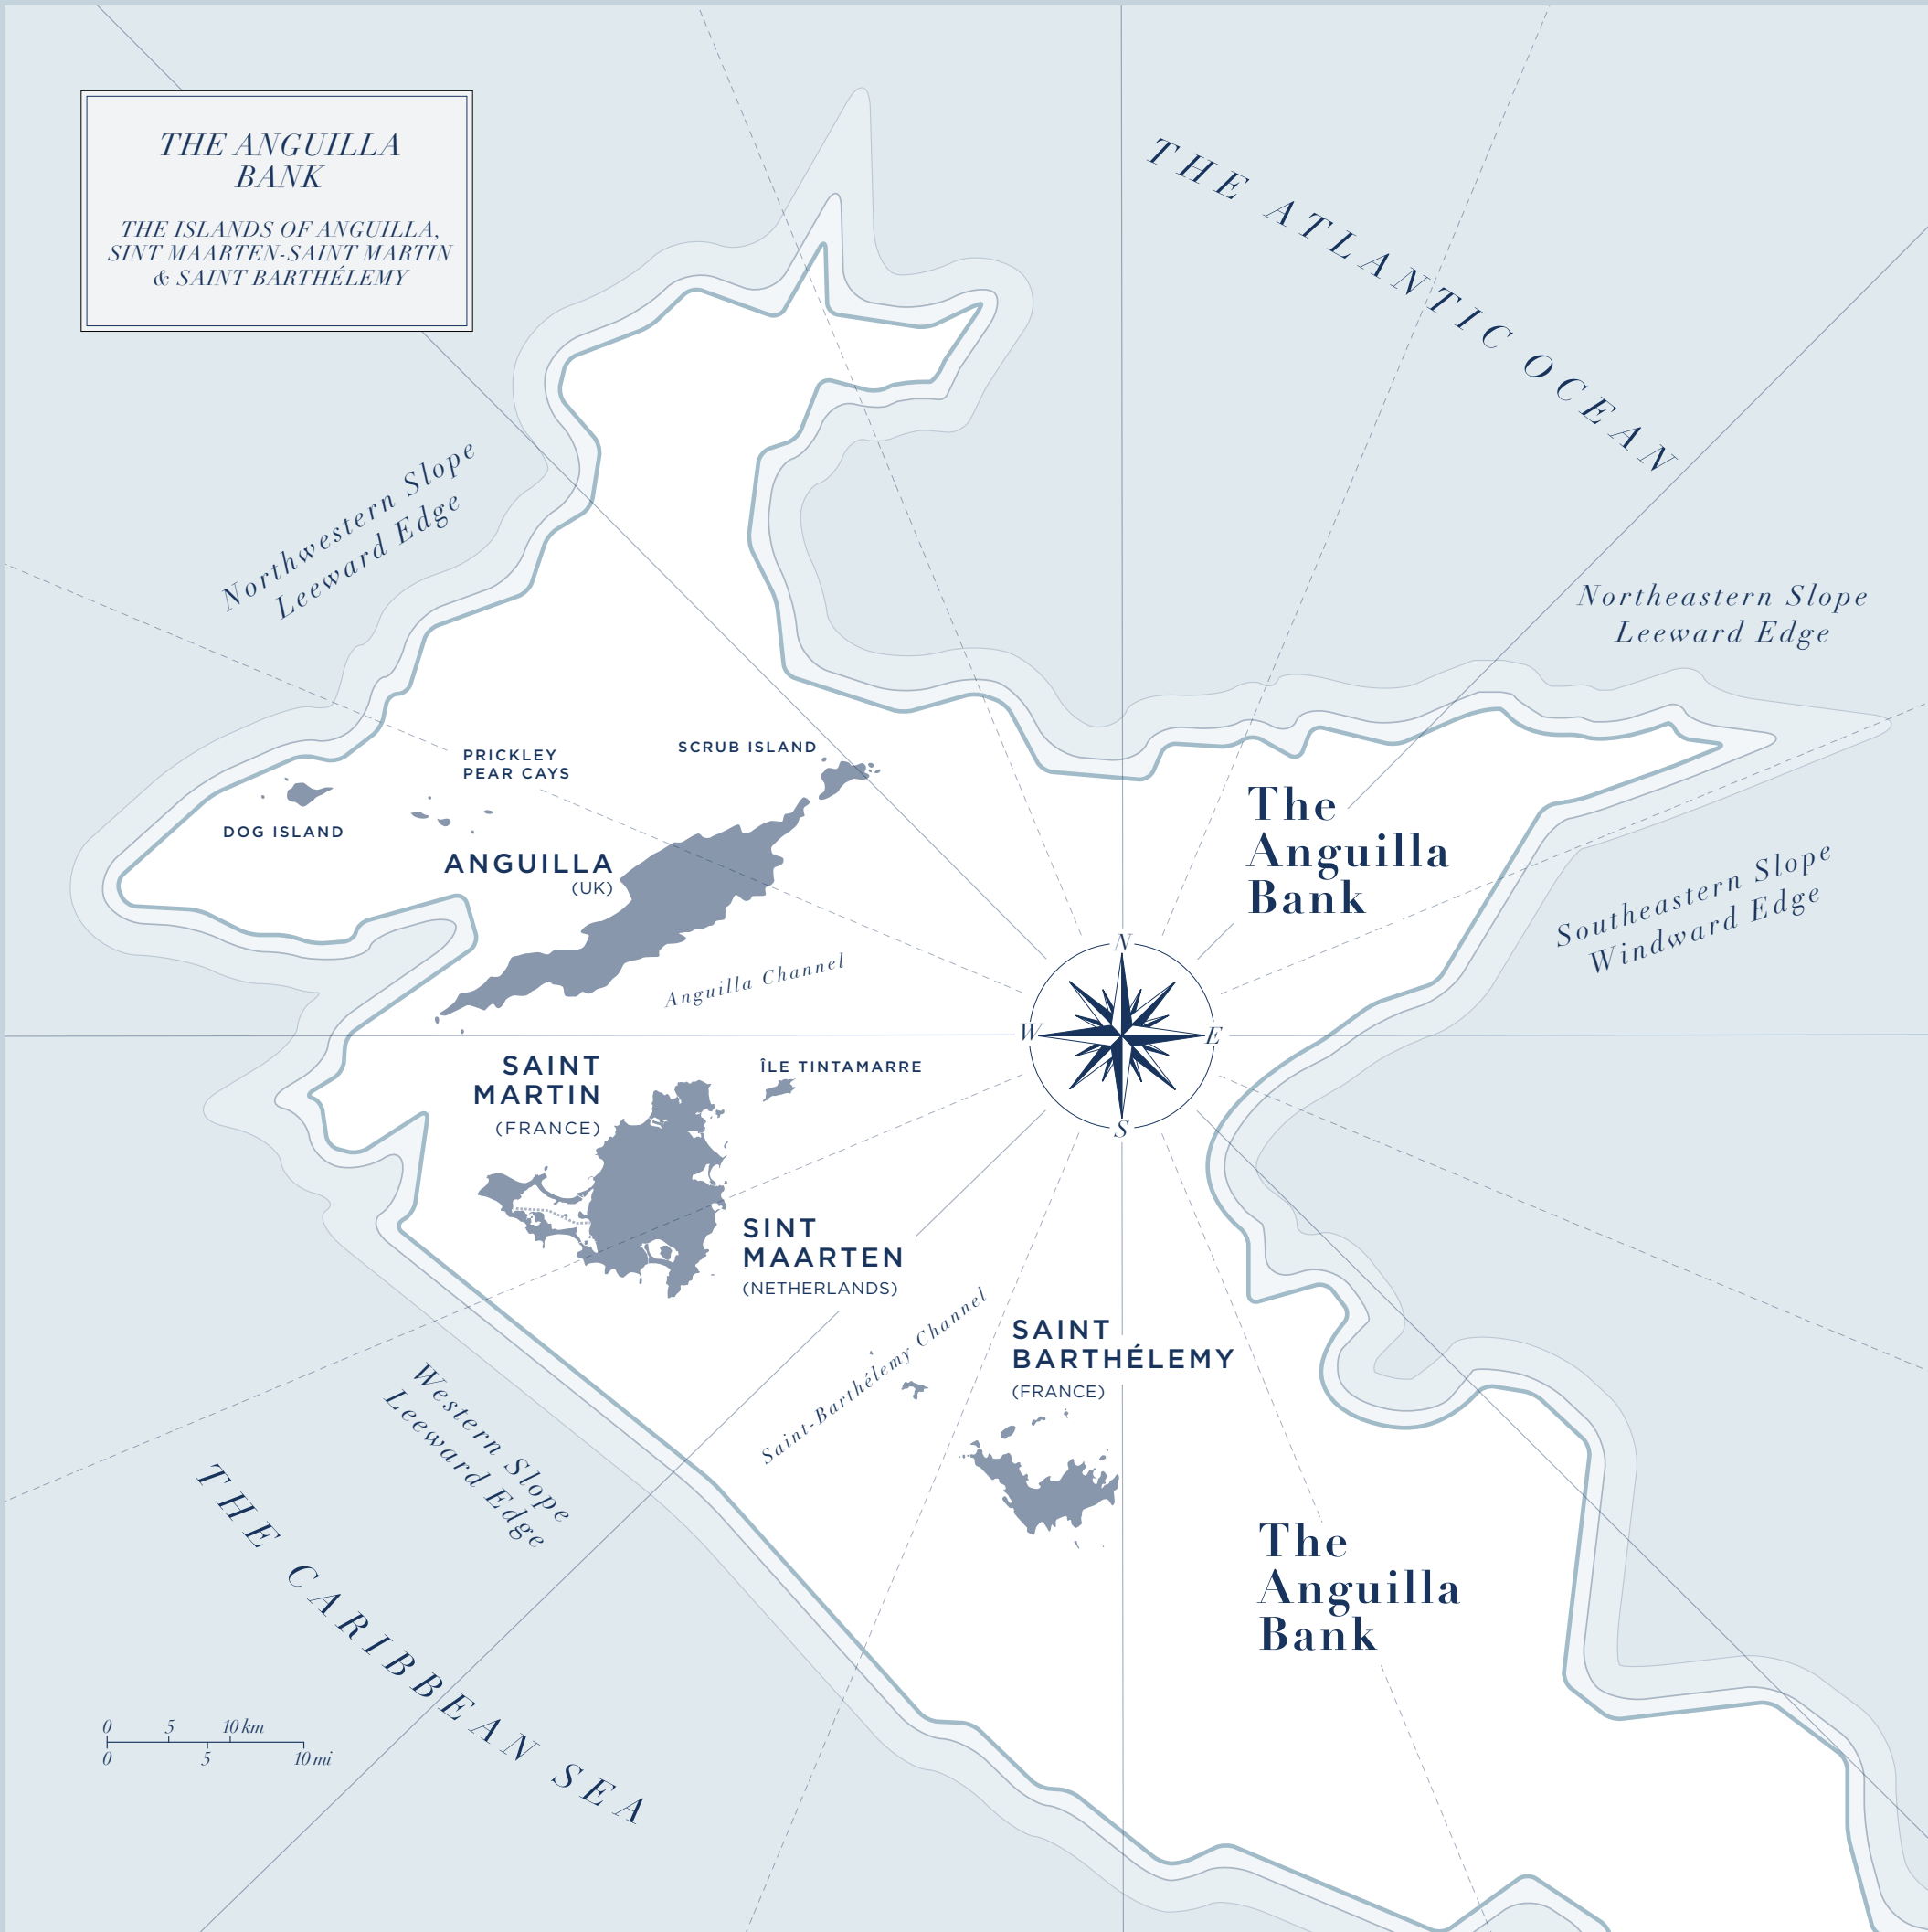 THE ANGUILLA
BANK
THE ISLANDS OF ANGUILLA,
SINT MAARTEN-SAINT MARTIN
& SAINT BARTHÉLEMY
THE ATLANTIC OCEAN
Northwestern Slope
Leeward Edge
Northeastern Slope
Leeward Edge
PRICKLEY
PEAR CAYS
SCRUB ISLAND
DOG ISLAND
ANGUILLA
(UK)
The
Anguilla
Bank
Southeastern Slope
Windward Edge
Anguilla Channel
N
W
E
S
SAINT
MARTIN
(FRANCE)
ÎLE TINTAMARRE
SINT
MAARTEN
(NETHERLANDS)
Saint-Barthélemy Channel
SAINT
BARTHÉLEMY
(FRANCE)
Western Slope
Leeward Edge
THE CARIBBEAN SEA
The
Anguilla
Bank
0 5 10 km
0 5 10 mi